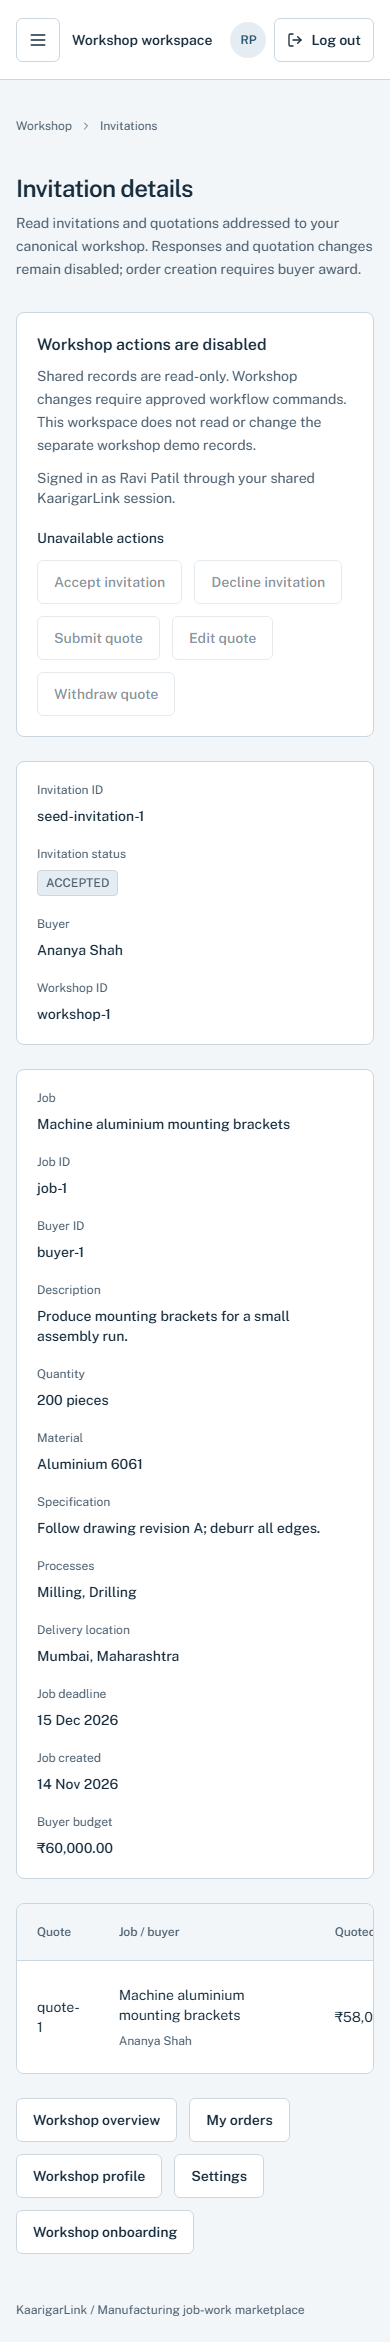 Workshop workspace
RP
Log out
Workshop > Invitations
Invitation details
Read invitations and quotations addressed to your
canonical workshop. Responses and quotation changes
remain disabled; order creation requires buyer award.
Workshop actions are disabled
Shared records are read-only. Workshop
changes require approved workflow commands.
This workspace does not read or change the
separate workshop demo records.
Signed in as Ravi Patil through your shared
KaarigarLink session.
Unavailable actions
Accept invitation
Decline invitation
Submit quote
Edit quote
Withdraw quote
Invitation ID
seed-invitation-1
Invitation status
ACCEPTED
Buyer
Ananya Shah
Workshop ID
workshop-1
Job
Machine aluminium mounting brackets
Job ID
job-1
Buyer ID
buyer-1
Description
Produce mounting brackets for a small
assembly run.
Quantity
200 pieces
Material
Aluminium 6061
Specification
Follow drawing revision A; deburr all edges.
Processes
Milling, Drilling
Delivery location
Mumbai, Maharashtra
Job deadline
15 Dec 2026
Job created
14 Nov 2026
Buyer budget
₹60,000.00
Quote
Job / buyer
quote-
1
Machine aluminium
mounting brackets
Ananya Shah
Workshop overview
My orders
Workshop profile
Settings
Workshop onboarding
KaarigarLink / Manufacturing job-work marketplace